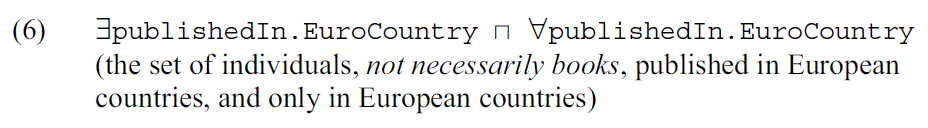 (6) ∃publishedIn.EuroCountry ⊓ ∀publishedIn.EuroCountry
(the set of individuals, not necessarily books, published in European
countries, and only in European countries)